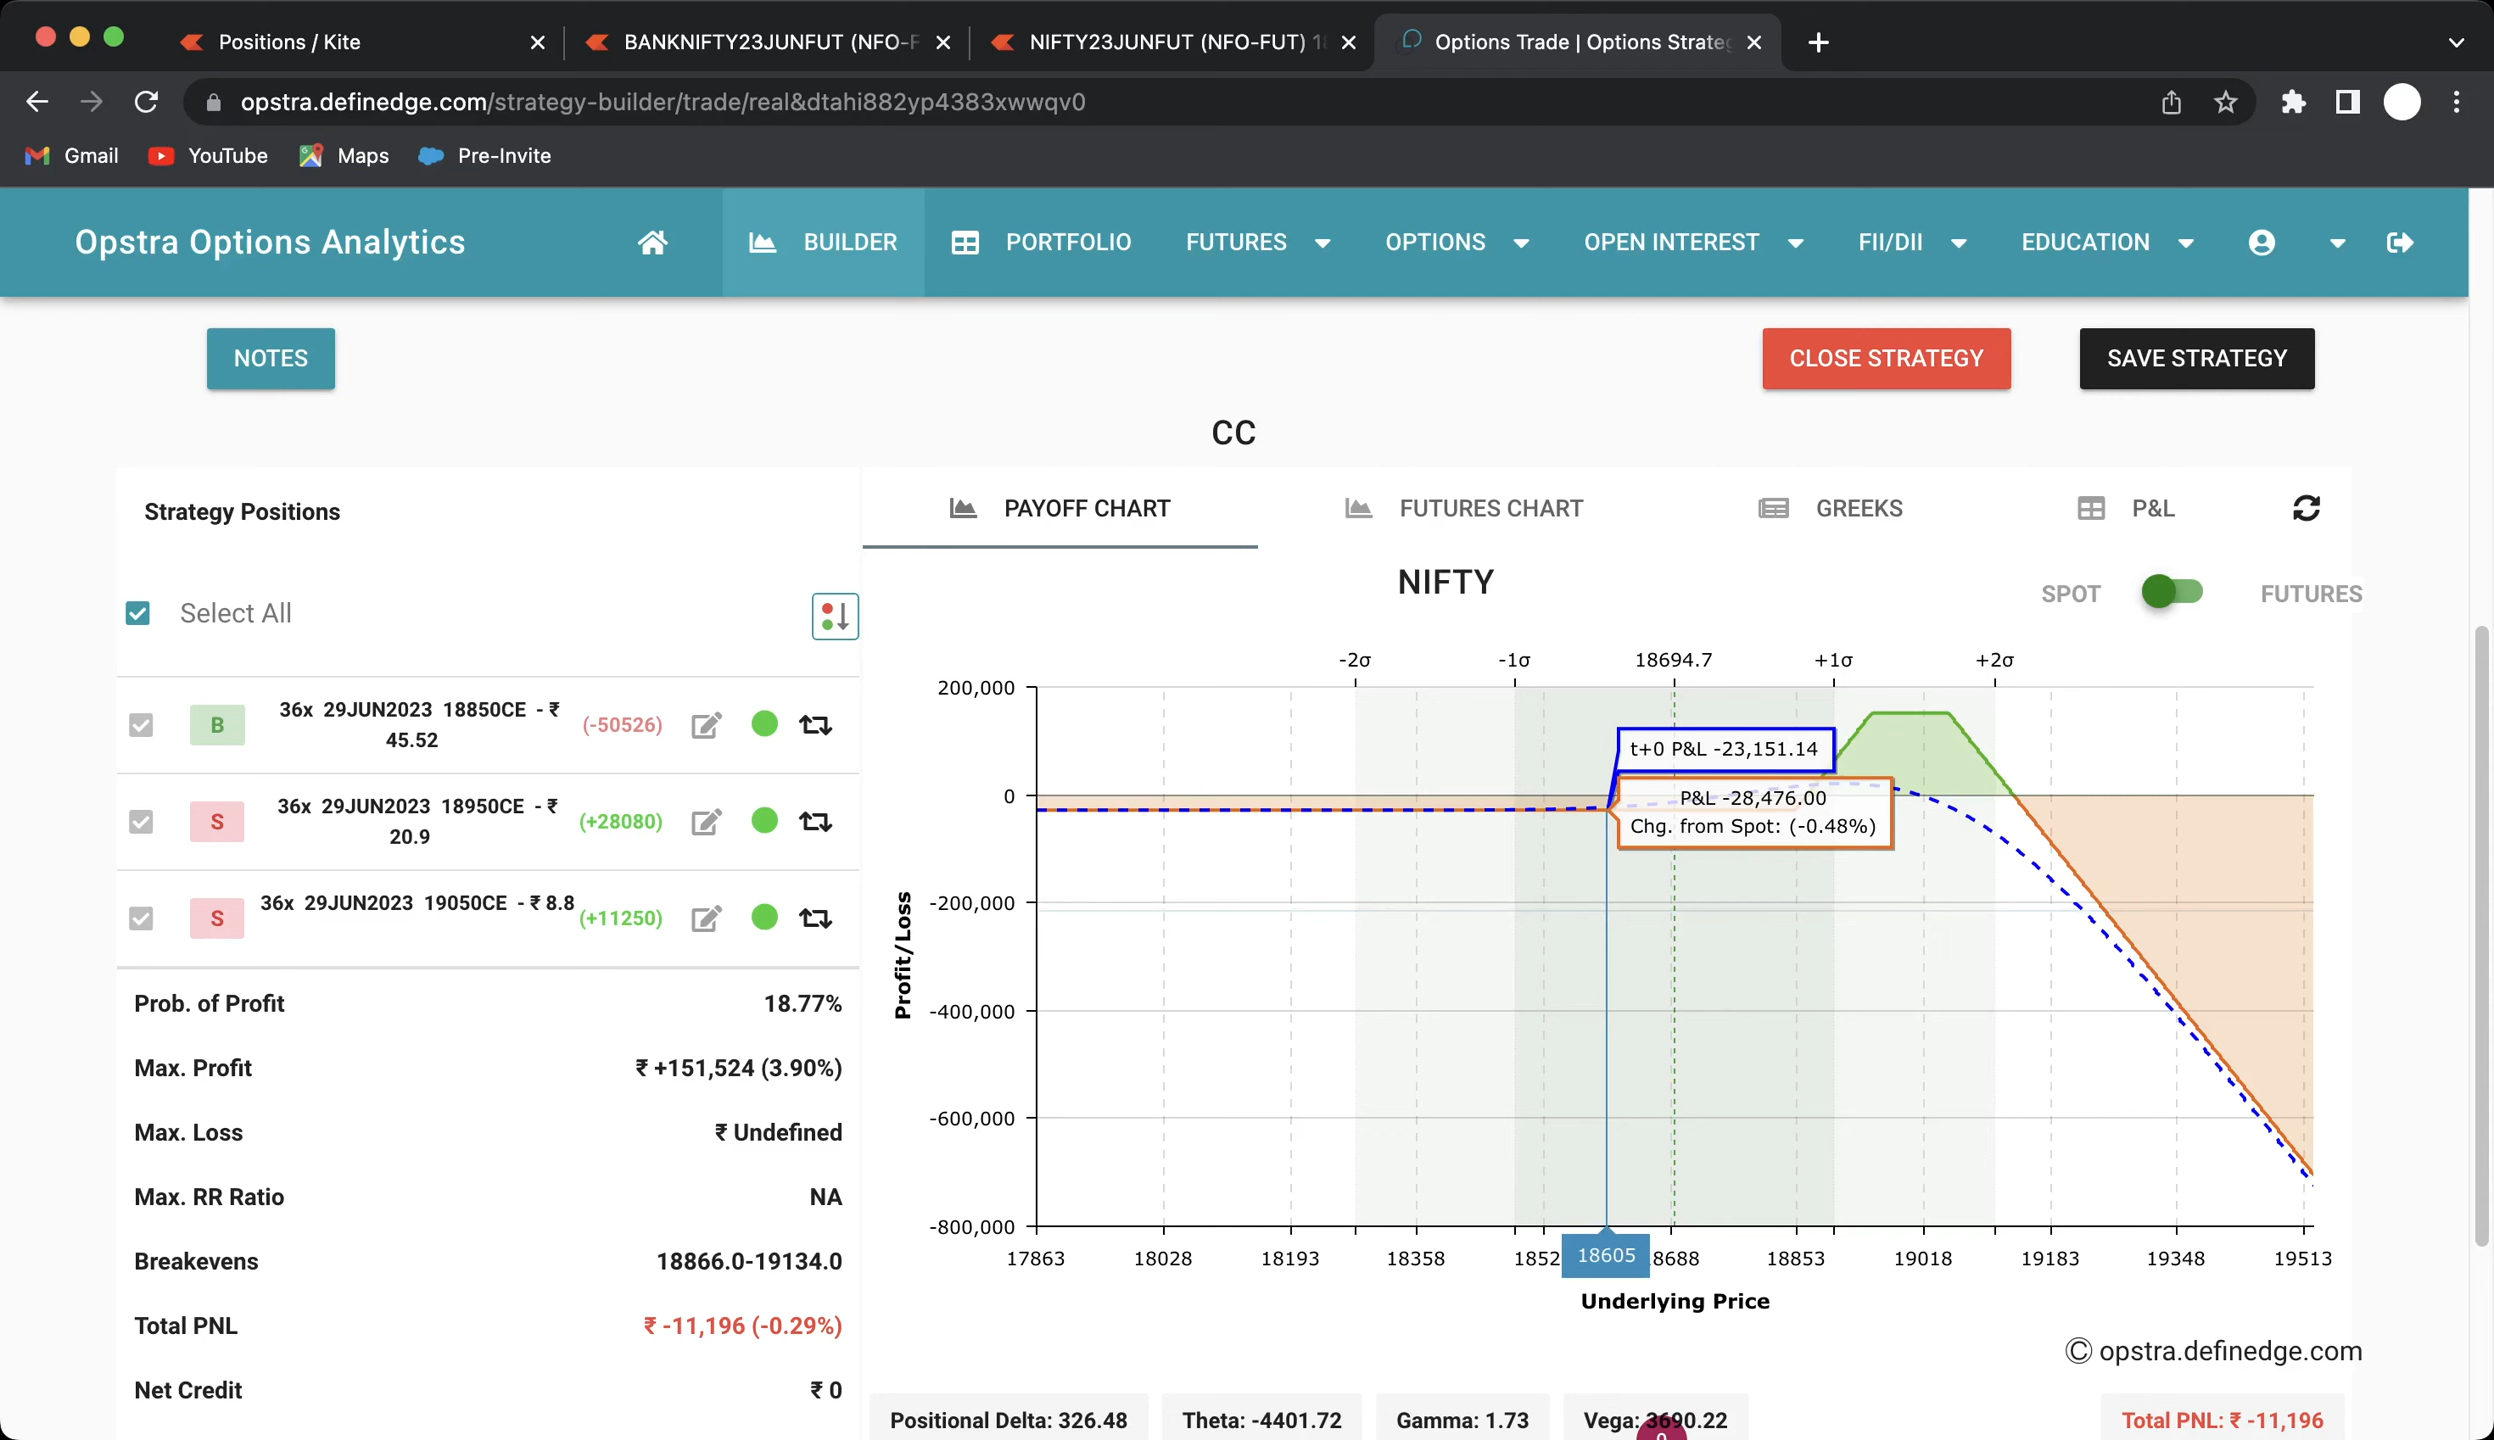 Positions / Kite
BANKNIFTY23JUNFUT (NFO-F
NIFTY23JUNFUT (NFO-FUT) 18
Options Trade | Options Strate
opstra.definedge.com/strategy-builder/trade/real&dtahi882yp4383xwwqv0
Gmail
YouTube
Maps
Pre-Invite
Opstra Options Analytics
BUILDER
PORTFOLIO
FUTURES
OPTIONS
OPEN INTEREST
FII/DII
EDUCATION
NOTES
CLOSE STRATEGY
SAVE STRATEGY
CC
Strategy Positions
PAYOFF CHART
FUTURES CHART
GREEKS
P&L
NIFTY
SPOT
FUTURES
Select All
B
36x 29JUN2023 18850CE - ₹
45.52
(-50526)
S
36x 29JUN2023 18950CE - ₹
20.9
(+28080)
S
36x 29JUN2023 19050CE - ₹ 8.8
(+11250)
Prob. of Profit
18.77%
Max. Profit
₹ +151,524 (3.90%)
Max. Loss
₹ Undefined
Max. RR Ratio
NA
Breakevens
18866.0-19134.0
Total PNL
₹ -11,196 (-0.29%)
Net Credit
₹ 0
-2σ
-1σ
18694.7
+1σ
+2σ
200,000
0
-200,000
-400,000
-600,000
-800,000
Profit/Loss
t+0 P&L -23,151.14
P&L -28,476.00
Chg. from Spot: (-0.48%)
17863
18028
18193
18358
1852
18605
8688
18853
19018
19183
19348
19513
Underlying Price
© opstra.definedge.com
Positional Delta: 326.48
Theta: -4401.72
Gamma: 1.73
Vega: 3690.22
Total PNL: ₹ -11,196